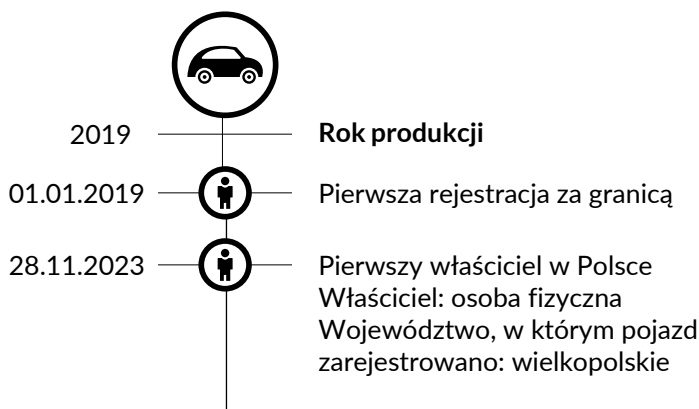 2019 Rok produkcji
01.01.2019 Pierwsza rejestracja za granicą
28.11.2023 Pierwszy właściciel w Polsce
Właściciel: osoba fizyczna
Województwo, w którym pojazd
zarejestrowano: wielkopolskie